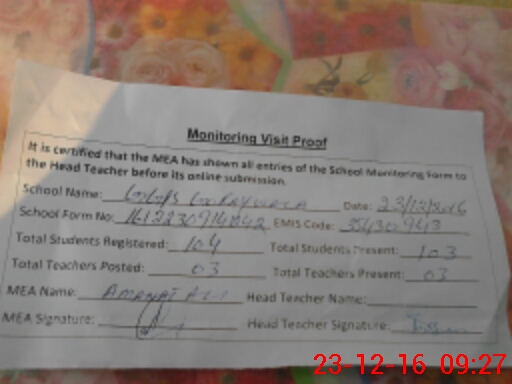 Monitoring Visit Proof
It is certified that the MEA has shown all entries of the School Monitoring Form to
the Head Teacher before its online submission.
School Name: Date: 23/12/2016
School Form No: EMIS Code: 35430943
Total Students Registered: 104 Total Students Present: 103
Total Teachers Posted: 03 Total Teachers Present: 03
MEA Name: AMANAT ALI Head Teacher Name:
MEA Signature: Head Teacher Signature:
23-12-16 09:27